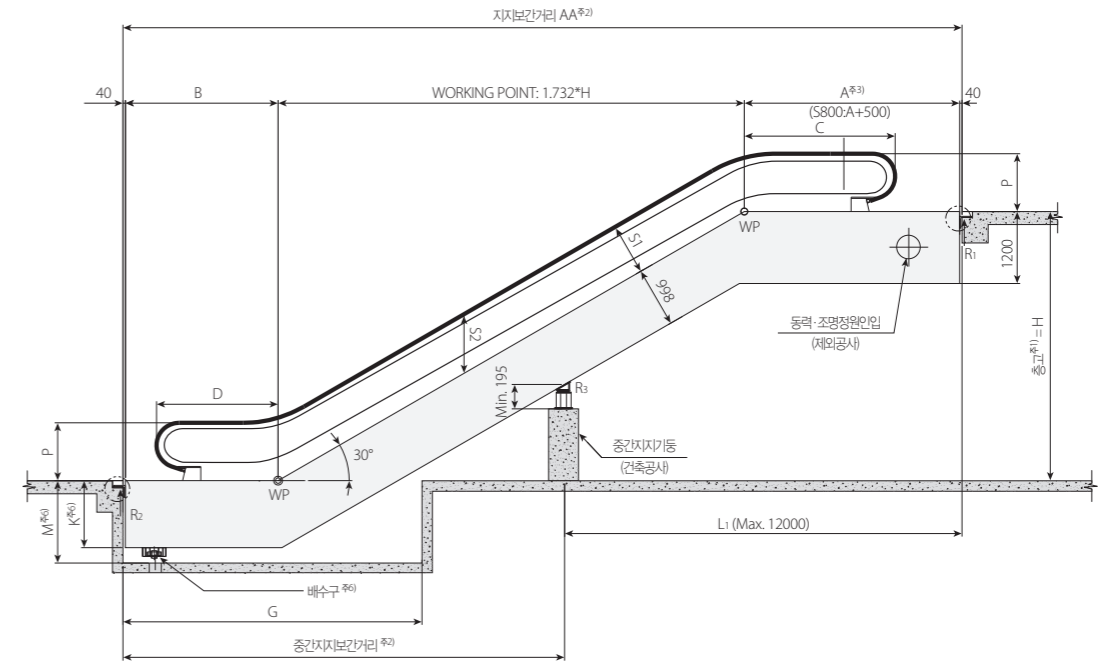 지지보간거리 AA주2)
40
B
WORKING POINT: 1.732*H
A주3)
40
(S800:A+500)
C
P
WP
S1
R1
1200
998
동력·조명정원인입
(제외공사)
층고주1) = H
S2
Min. 195
R3
D
P
30°
중간지지기둥
(건축공사)
WP
R2
M주6)
K주6)
L1 (Max. 12000)
배수구 주6)
G
중간지지보간거리 주2)